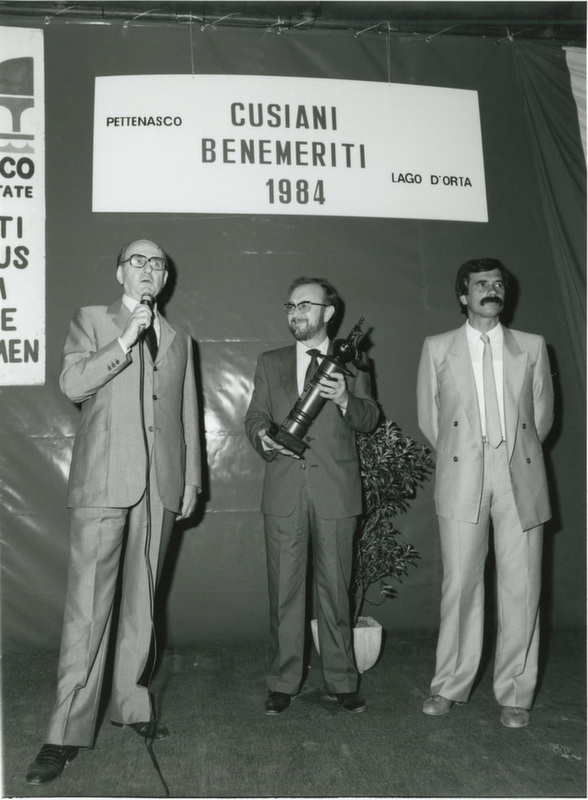 CO
TATE
TI
US
E
MEN
PETTENASCO
CUSIANI
BENEMERITI
1984
LAGO D'ORTA